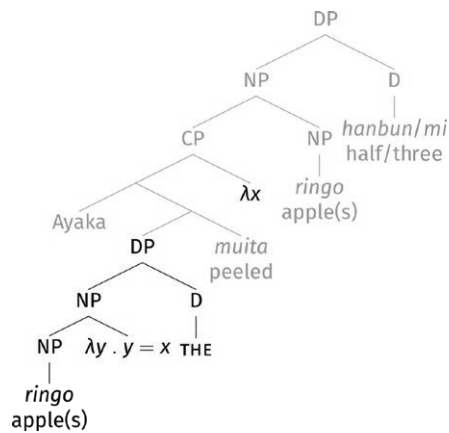 DP
NP D
CP NP hanbun/mi
half/three
λx ringo
apple(s)
Ayaka
DP muita
peeled
NP D
NP λy . y = x THE
ringo
apple(s)